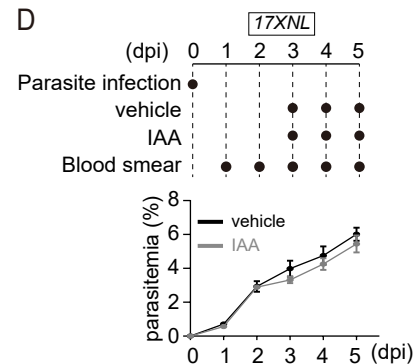 D
17XNL
(dpi) 0 1 2 3 4 5
Parasite infection
vehicle
IAA
Blood smear
parasitemia (%)
8
6
4
2
0
vehicle
IAA
0 1 2 3 4 5 (dpi)